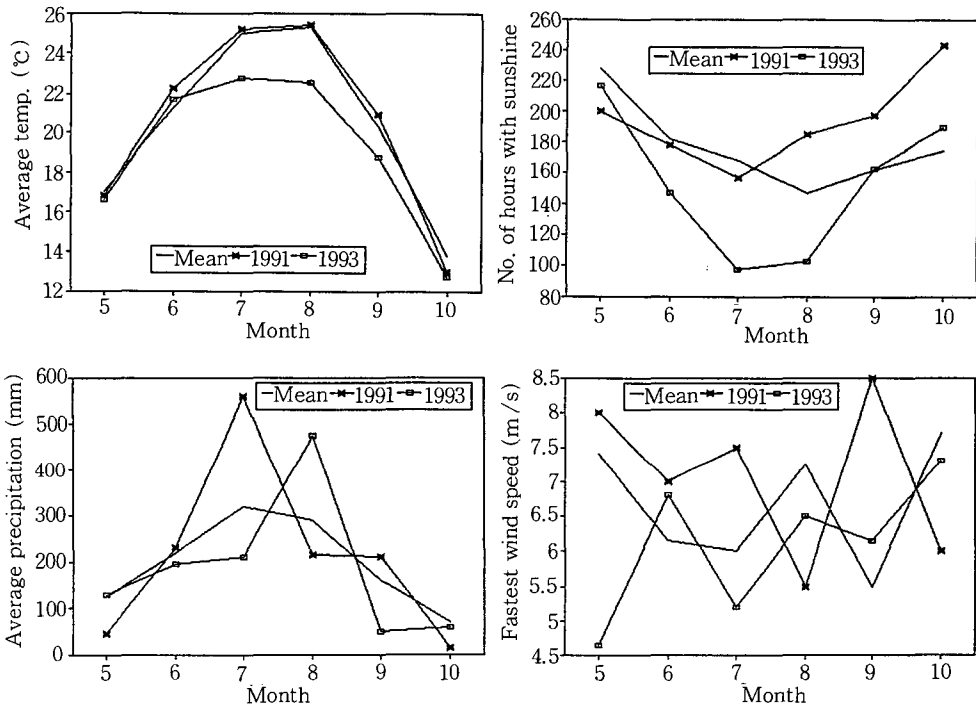 Average temp. (℃)
26
24
22
20
18
16
14
12
Mean 1991 1993
5 6 7 8 9 10
Month
No. of hours with sunshine
260
240
220
200
180
160
140
120
100
80
Mean 1991 1993
5 6 7 8 9 10
Month
Average precipitation (mm)
600
500
400
300
200
100
0
Mean 1991 1993
5 6 7 8 9 10
Month
Fastest wind speed (m/s)
8.5
8
7.5
7
6.5
6
5.5
5
4.5
Mean 1991 1993
5 6 7 8 9 10
Month